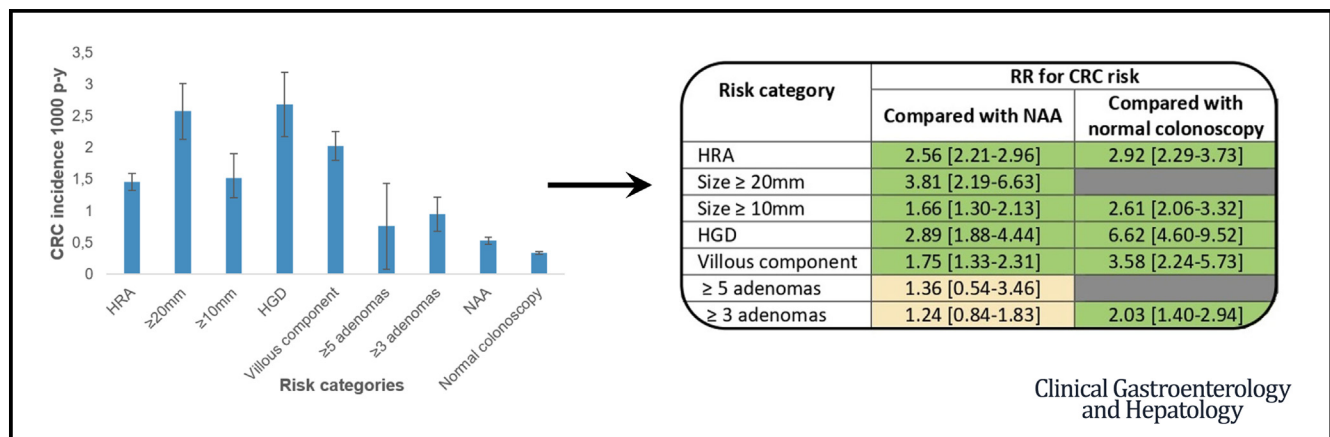 CRC incidence 1000 p-y
3,5
3
2,5
2
1,5
1
0,5
0
HRA
≥20mm
≥10mm
HGD
Villous component
≥5 adenomas
≥3 adenomas
NAA
Normal colonoscopy
Risk categories
Risk category
RR for CRC risk
Compared with NAA
Compared with
normal colonoscopy
HRA 2.56 [2.21-2.96] 2.92 [2.29-3.73]
Size ≥ 20mm 3.81 [2.19-6.63]
Size ≥ 10mm 1.66 [1.30-2.13] 2.61 [2.06-3.32]
HGD 2.89 [1.88-4.44] 6.62 [4.60-9.52]
Villous component 1.75 [1.33-2.31] 3.58 [2.24-5.73]
≥ 5 adenomas 1.36 [0.54-3.46]
≥ 3 adenomas 1.24 [0.84-1.83] 2.03 [1.40-2.94]
Clinical Gastroenterology
and Hepatology